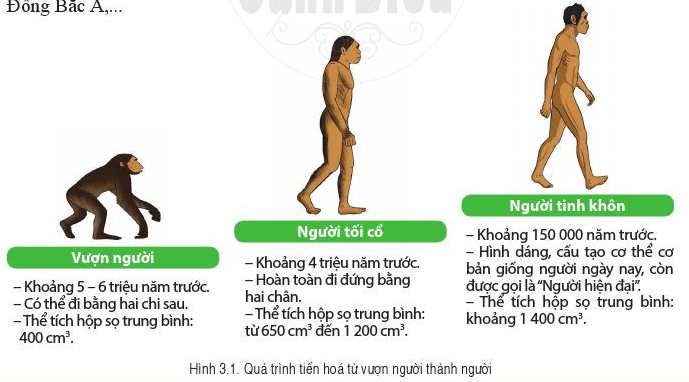 Đông Bắc Á,...
Cánh Diều
Vượn người
– Khoảng 5 – 6 triệu năm trước.
– Có thể đi bằng hai chi sau.
– Thể tích hộp sọ trung bình:
400 cm³.
Người tối cổ
– Khoảng 4 triệu năm trước.
– Hoàn toàn đi đứng bằng
hai chân.
– Thể tích hộp sọ trung bình:
từ 650 cm³ đến 1 200 cm³.
Người tinh khôn
– Khoảng 150 000 năm trước.
– Hình dáng, cấu tạo cơ thể cơ
bản giống người ngày nay, còn
được gọi là “Người hiện đại”.
– Thể tích hộp sọ trung bình:
khoảng 1 400 cm³.
Hình 3.1. Quá trình tiến hoá từ vượn người thành người